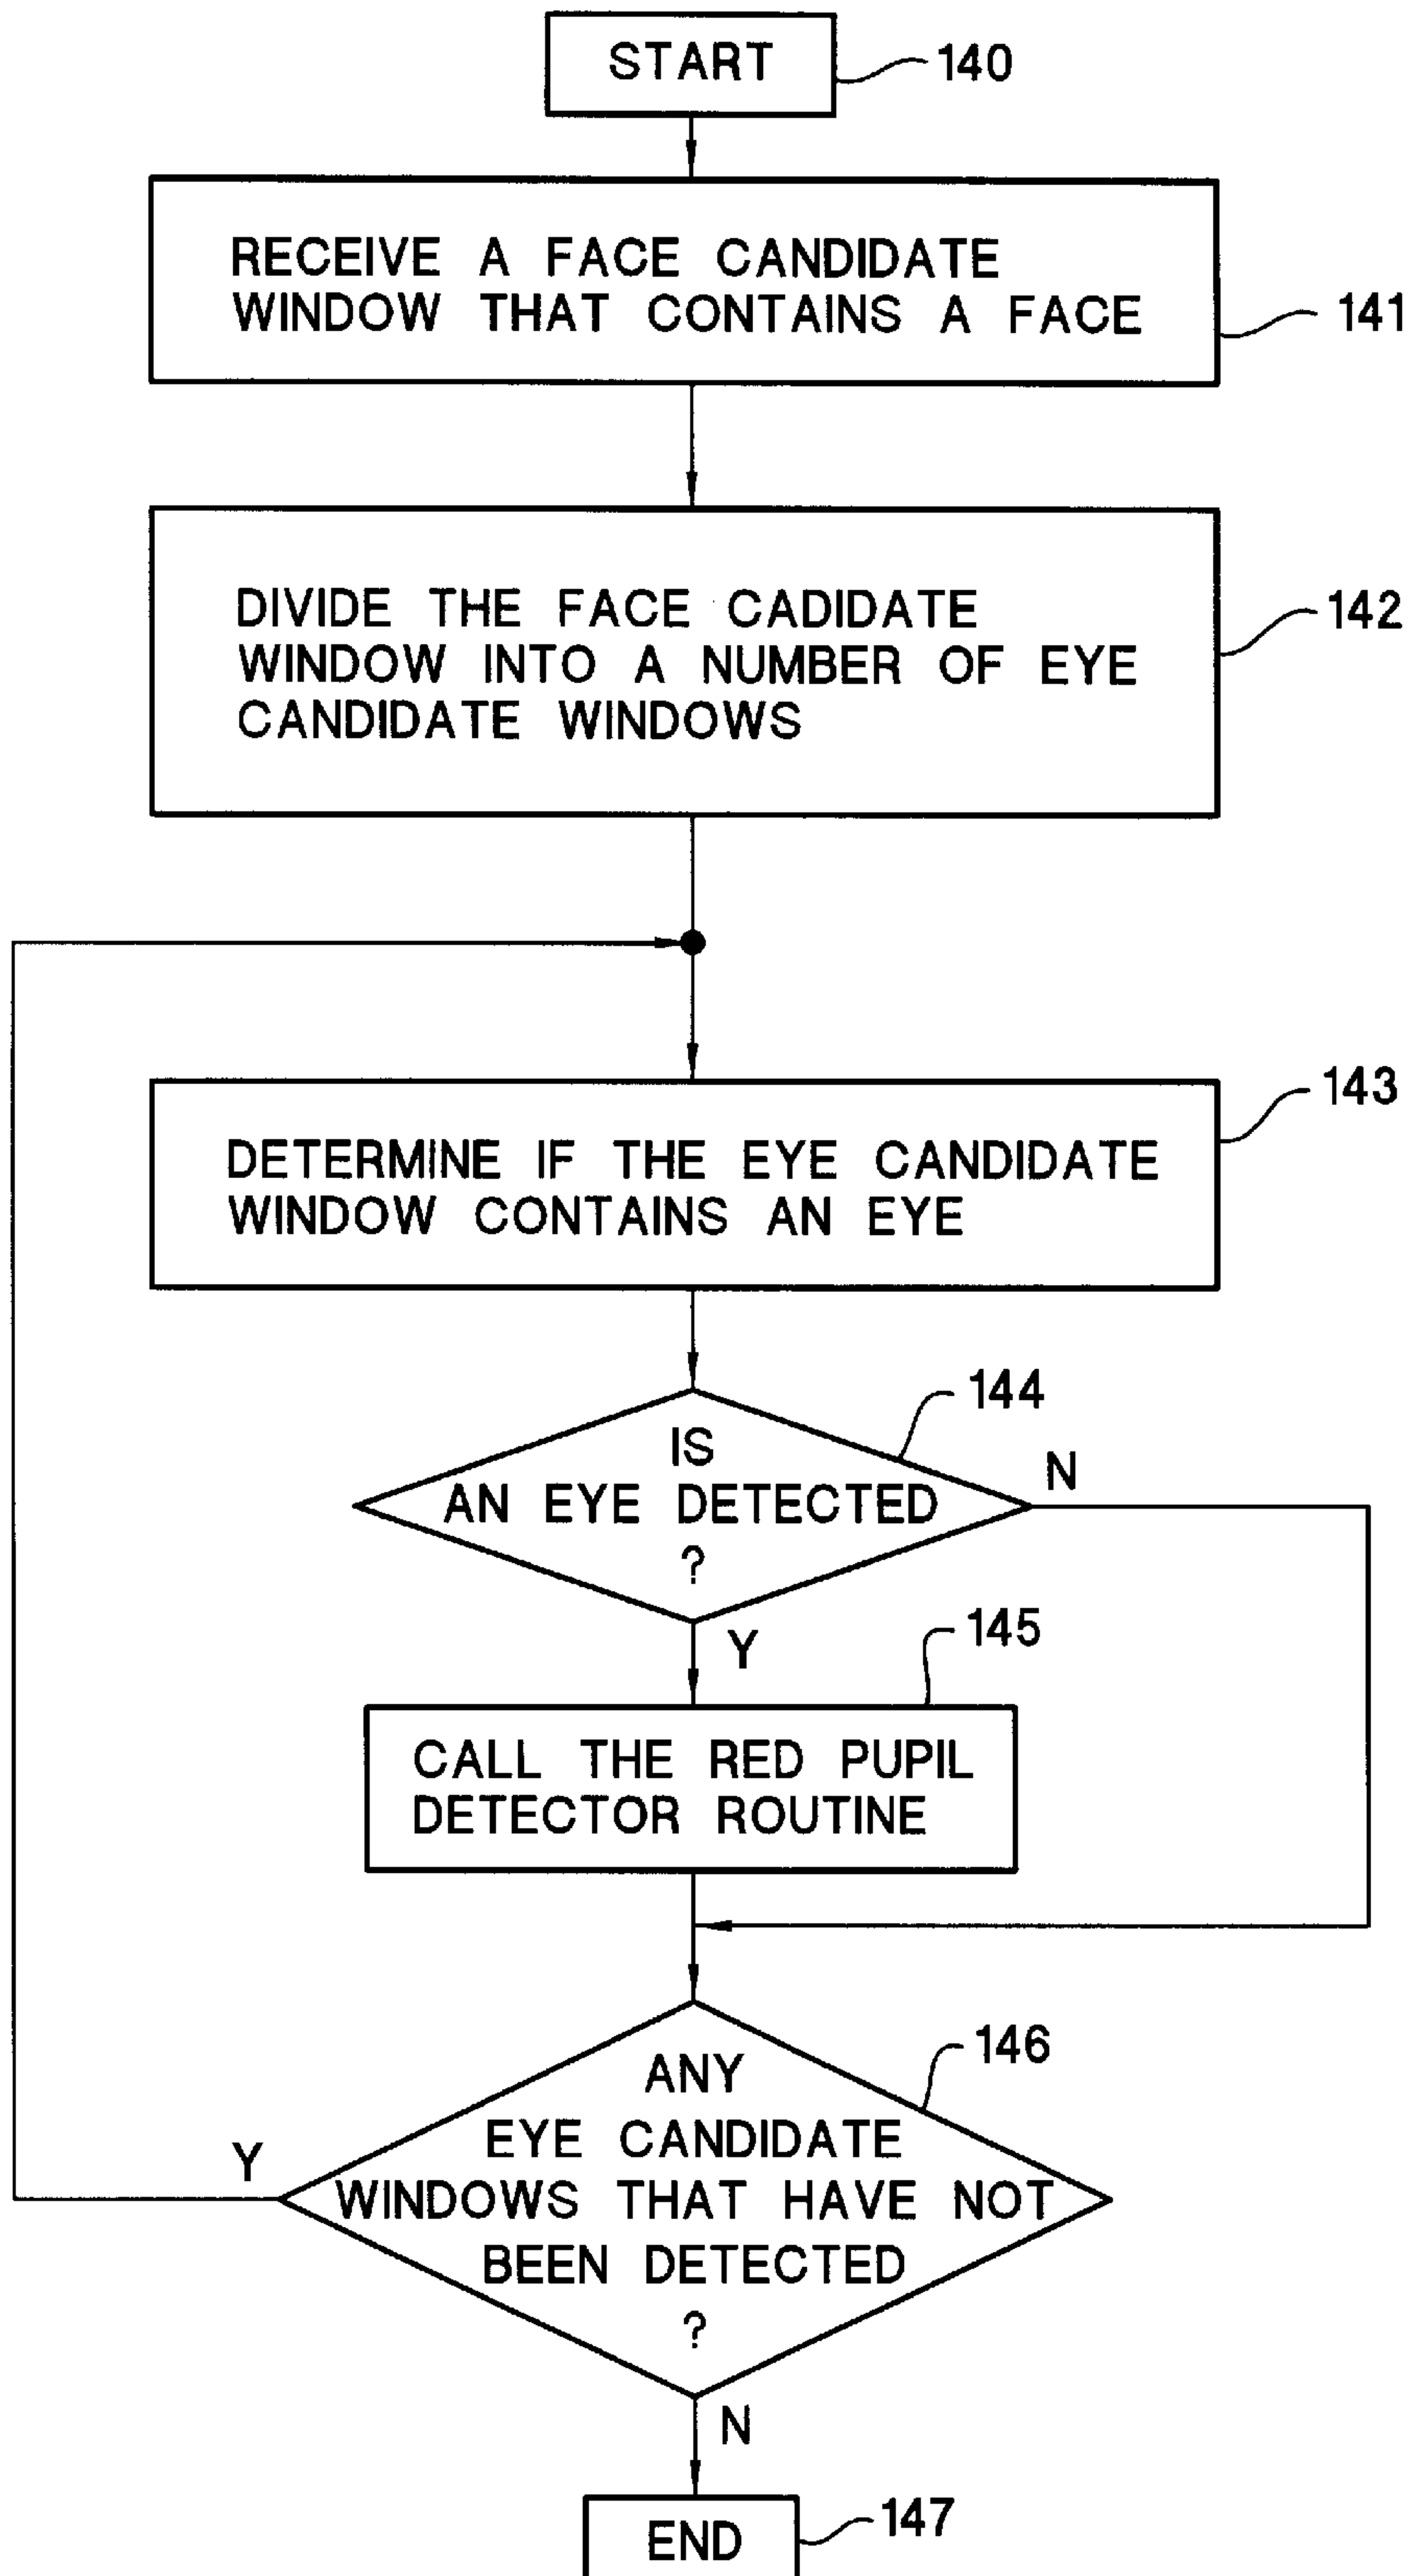 START
140
RECEIVE A FACE CANDIDATE
WINDOW THAT CONTAINS A FACE
141
DIVIDE THE FACE CADIDATE
WINDOW INTO A NUMBER OF EYE
CANDIDATE WINDOWS
142
DETERMINE IF THE EYE CANDIDATE
WINDOW CONTAINS AN EYE
143
IS
AN EYE DETECTED
?
144
N
Y
CALL THE RED PUPIL
DETECTOR ROUTINE
145
ANY
EYE CANDIDATE
WINDOWS THAT HAVE NOT
BEEN DETECTED
?
146
Y
N
END
147